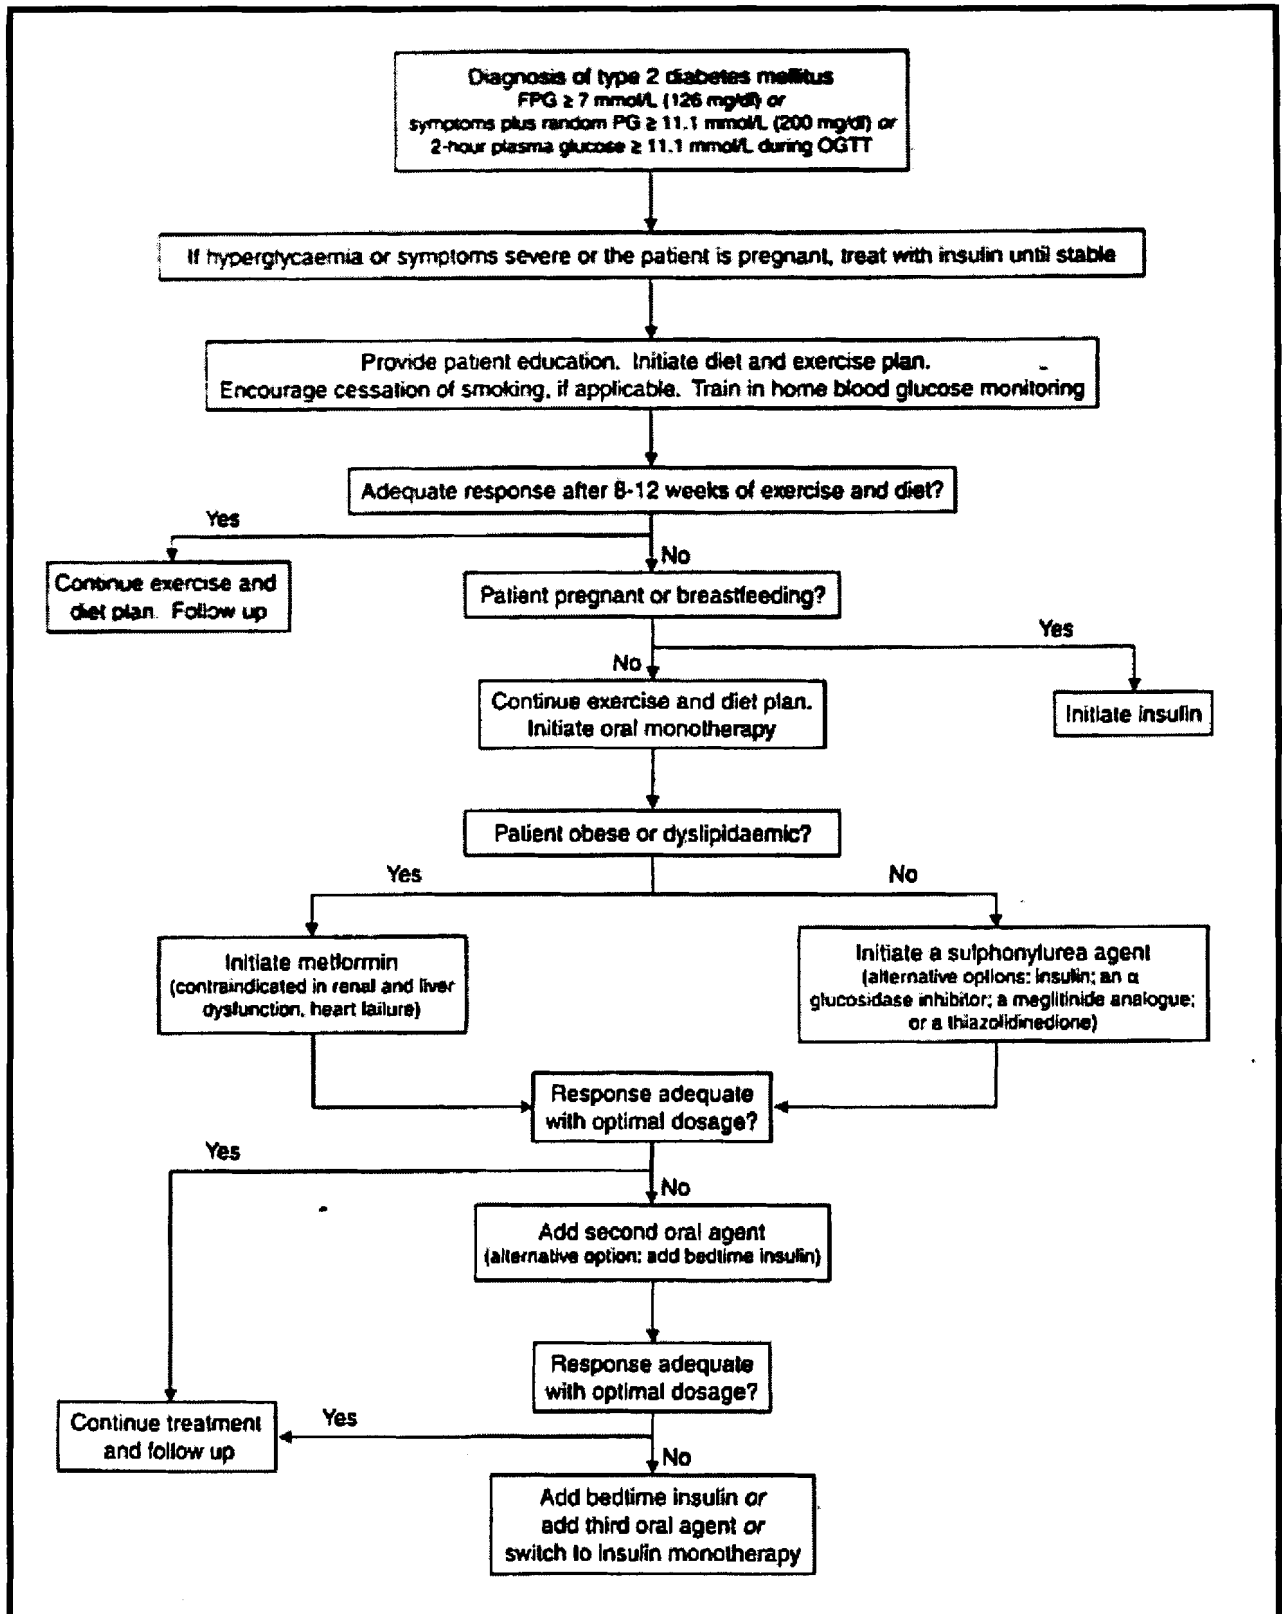 Diagnosis of type 2 diabetes mellitus
FPG ≥ 7 mmol/L (126 mg/dl) or
symptoms plus random PG ≥ 11.1 mmol/L (200 mg/dl) or
2-hour plasma glucose ≥ 11.1 mmol/L during OGTT
If hyperglycaemia or symptoms severe or the patient is pregnant, treat with insulin until stable
Provide patient education. Initiate diet and exercise plan.
Encourage cessation of smoking, if applicable. Train in home blood glucose monitoring
Adequate response after 8-12 weeks of exercise and diet?
Yes
No
Continue exercise and
diet plan. Follow up
Patient pregnant or breastfeeding?
Yes
No
Continue exercise and diet plan.
Initiate oral monotherapy
Initiate insulin
Patient obese or dyslipidaemic?
Yes
No
Initiate metformin
(contraindicated in renal and liver
dysfunction, heart failure)
Initiate a sulphonylurea agent
(alternative options: insulin; an α
glucosidase inhibitor; a meglitinide analogue;
or a thiazolidinedione)
Response adequate
with optimal dosage?
Yes
No
Add second oral agent
(alternative option: add bedtime insulin)
Response adequate
with optimal dosage?
Continue treatment
and follow up
Yes
No
Add bedtime insulin or
add third oral agent or
switch to insulin monotherapy